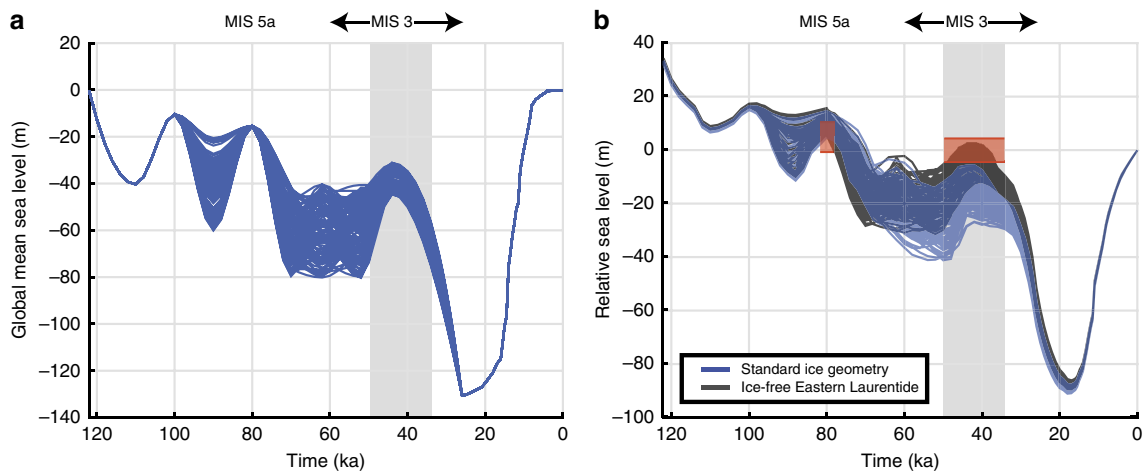 a
MIS 5a
MIS 3
Global mean sea level (m)
20
0
−20
−40
−60
−80
−100
−120
−140
120
100
80
60
40
20
0
Time (ka)
b
MIS 5a
MIS 3
Relative sea level (m)
40
20
0
−20
−40
−60
−80
−100
Standard ice geometry
Ice-free Eastern Laurentide
120
100
80
60
40
20
0
Time (ka)